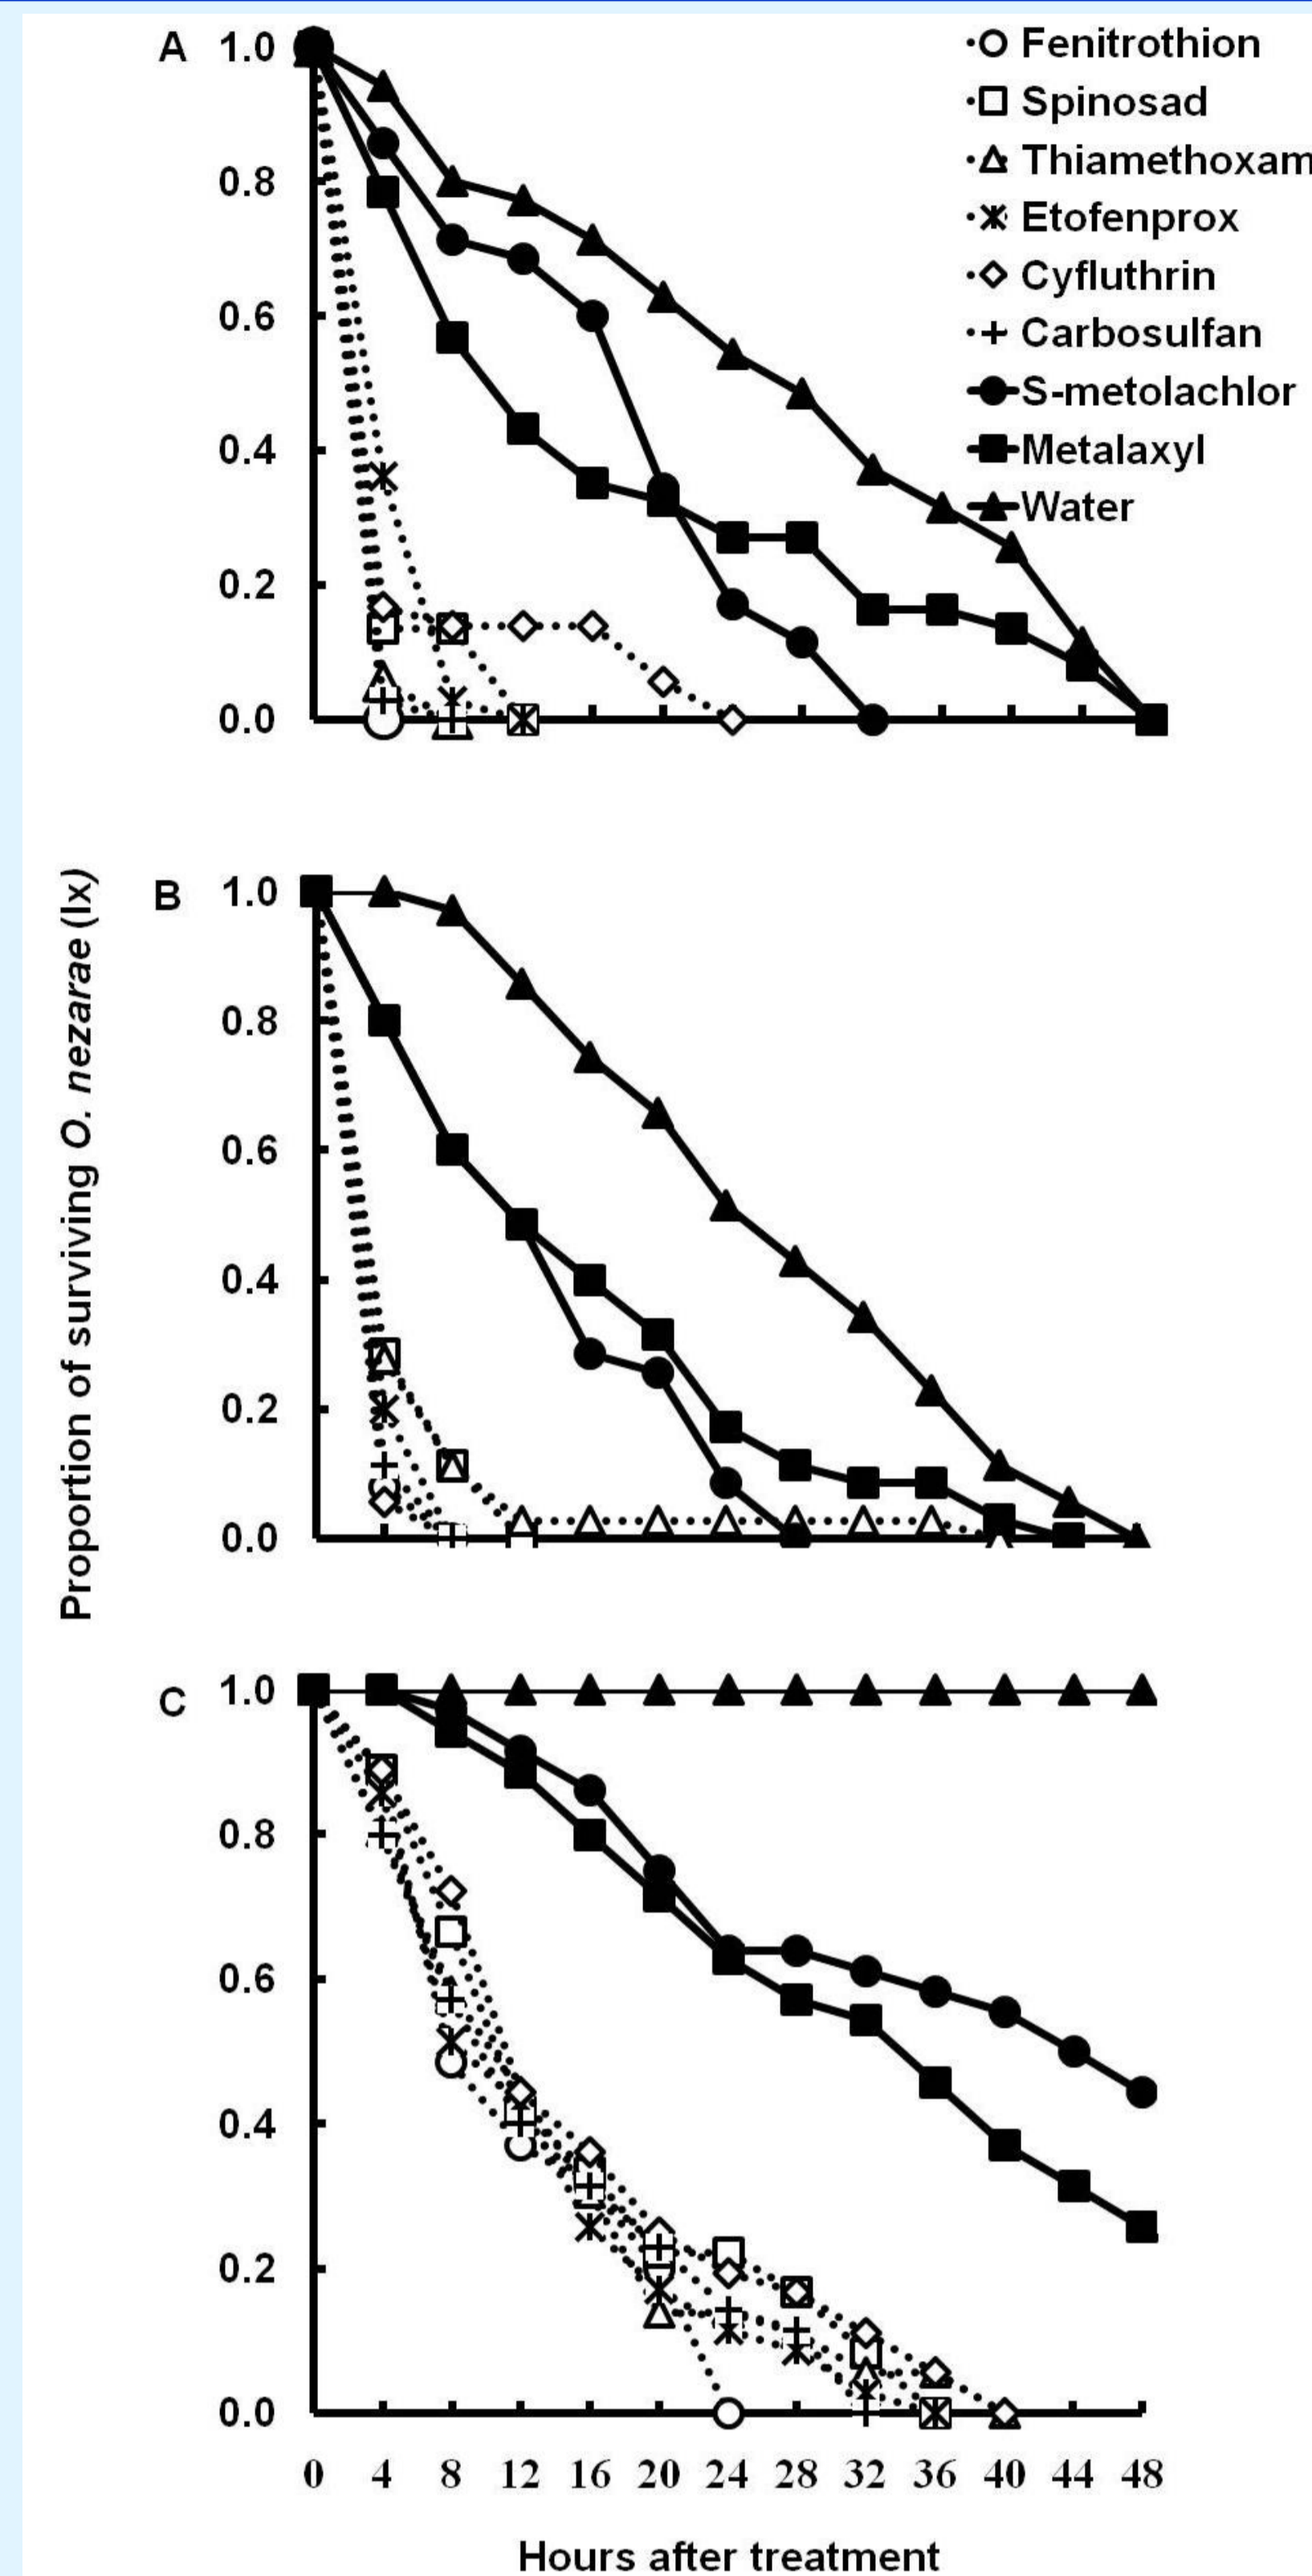 A
1.0
0.8
0.6
0.4
0.2
0.0
Fenitrothion
Spinosad
Thiamethoxam
Etofenprox
Cyfluthrin
Carbosulfan
S-metolachlor
Metalaxyl
Water
Proportion of surviving O. nezarae (lx)
B
1.0
0.8
0.6
0.4
0.2
0.0
C
1.0
0.8
0.6
0.4
0.2
0.0
0 4 8 12 16 20 24 28 32 36 40 44 48
Hours after treatment